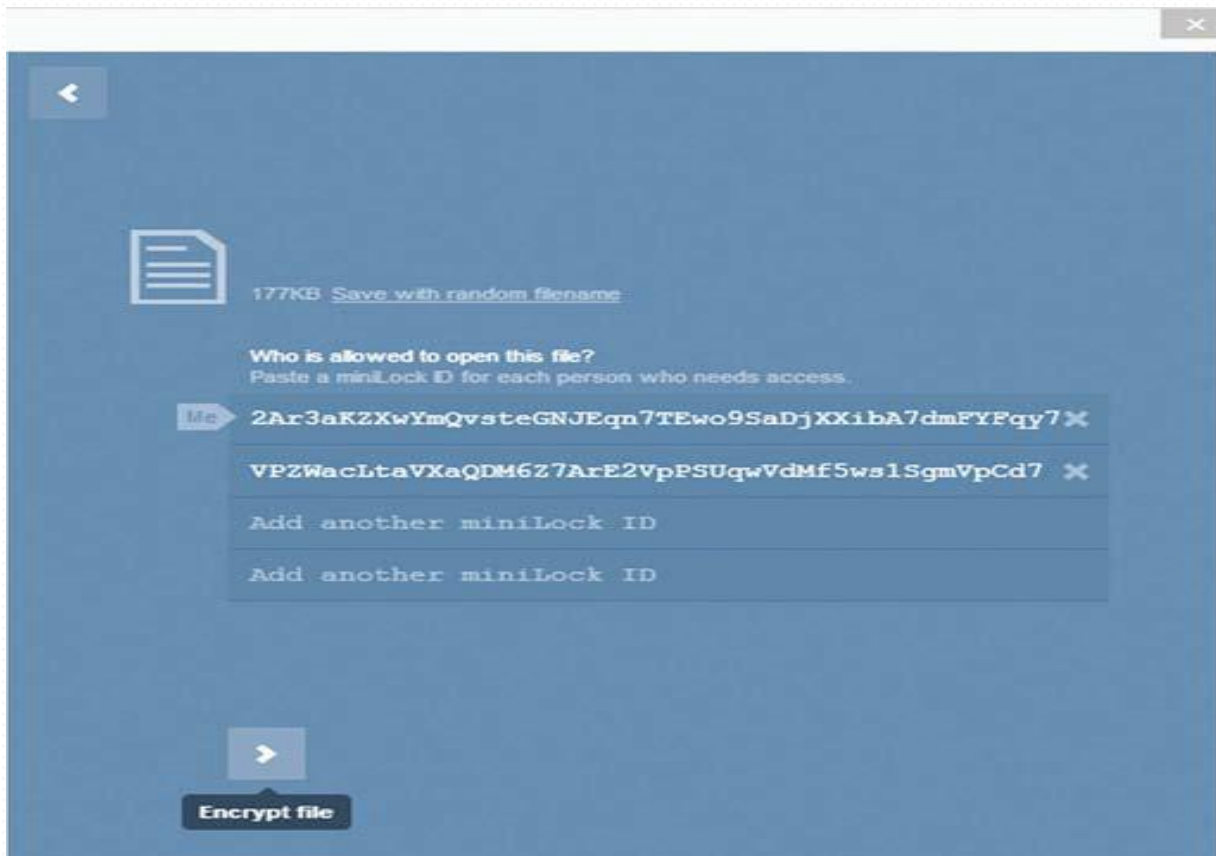 177KB Save with random filename
Who is allowed to open this file?
Paste a miniLock ID for each person who needs access.
Me 2Ar3aKZXwYmQvsteGNJEqn7TEwo9SaDjXXibA7dmFYFqy7
VPZWacLtaVXaQDM6Z7ArE2VpPSUqwVdMf5ws1SgmVpCd7
Add another miniLock ID
Add another miniLock ID
Encrypt file